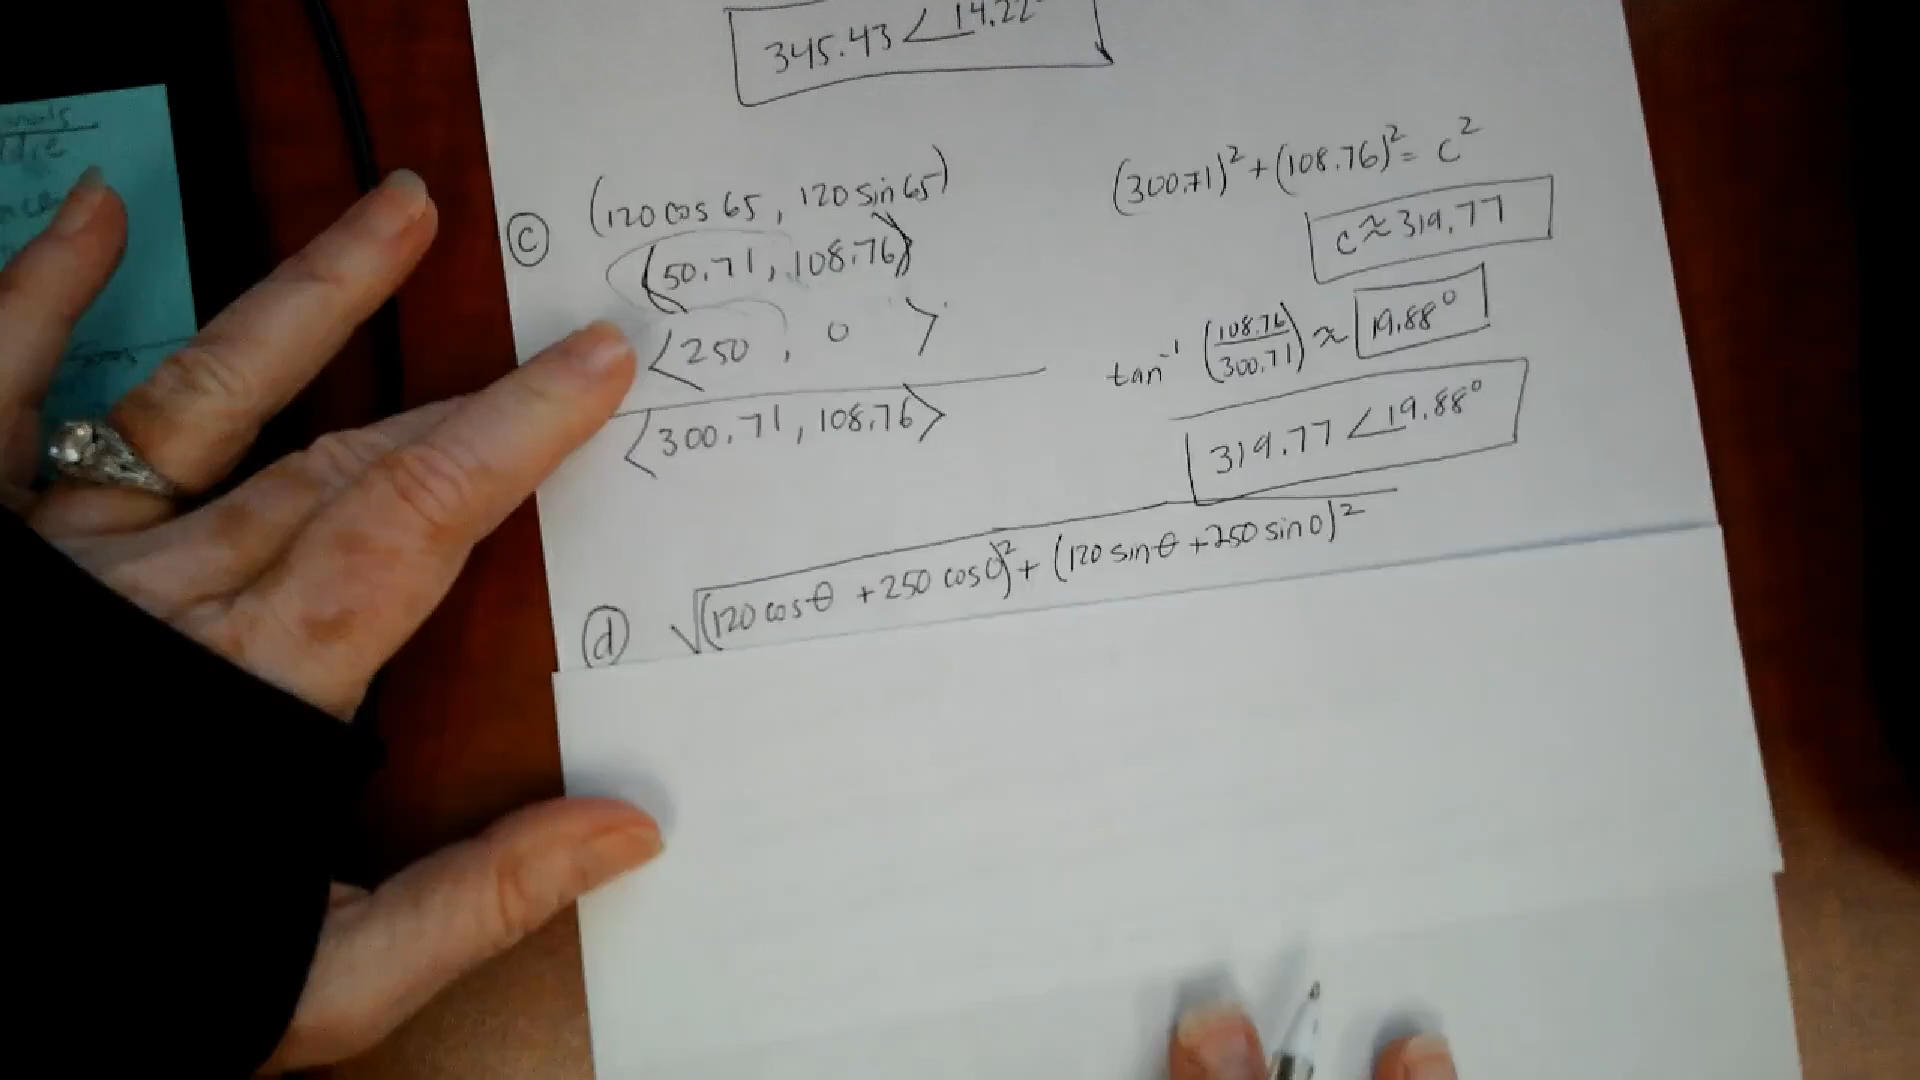 345.43 ∠14.22
ⓒ (120 cos 65, 120 sin 65)
⟨50.71, 108.76⟩
⟨250, 0⟩
⟨300.71, 108.76⟩
(300.71)² + (108.76)² = c²
c ≈ 319.77
tan⁻¹ (108.76/300.71) ≈ 19.88°
319.77 ∠19.88°
ⓓ √((120 cos θ + 250 cos 0)² + (120 sin θ + 250 sin 0)²)